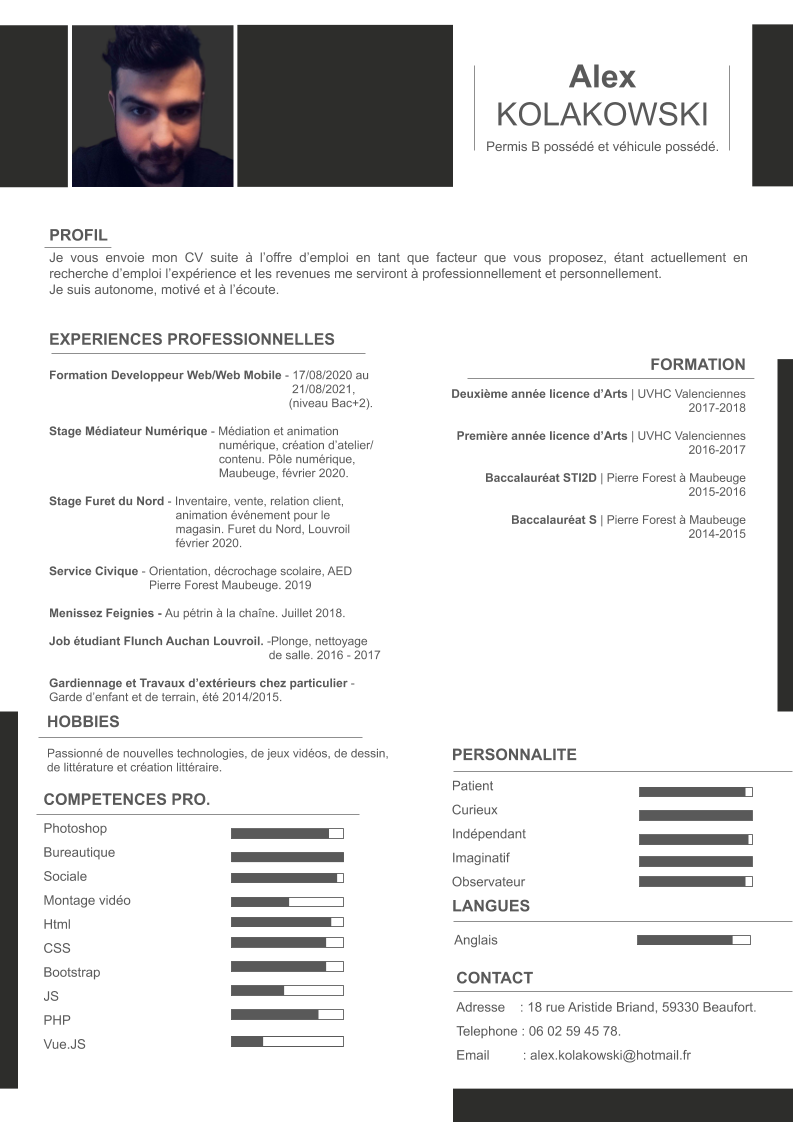 Alex
KOLAKOWSKI
Permis B possédé et véhicule possédé.
PROFIL
Je vous envoie mon CV suite à l’offre d’emploi en tant que facteur que vous proposez, étant actuellement en
recherche d’emploi l’expérience et les revenues me serviront à professionnellement et personnellement.
Je suis autonome, motivé et à l’écoute.
EXPERIENCES PROFESSIONNELLES
Formation Developpeur Web/Web Mobile - 17/08/2020 au
21/08/2021,
(niveau Bac+2).
Stage Médiateur Numérique - Médiation et animation
numérique, création d’atelier/
contenu. Pôle numérique,
Maubeuge, février 2020.
Stage Furet du Nord - Inventaire, vente, relation client,
animation événement pour le
magasin. Furet du Nord, Louvroil
février 2020.
Service Civique - Orientation, décrochage scolaire, AED
Pierre Forest Maubeuge. 2019
Menissez Feignies - Au pétrin à la chaîne. Juillet 2018.
Job étudiant Flunch Auchan Louvroil. -Plonge, nettoyage
de salle. 2016 - 2017
Gardiennage et Travaux d’extérieurs chez particulier -
Garde d’enfant et de terrain, été 2014/2015.
FORMATION
Deuxième année licence d’Arts | UVHC Valenciennes
2017-2018
Première année licence d’Arts | UVHC Valenciennes
2016-2017
Baccalauréat STI2D | Pierre Forest à Maubeuge
2015-2016
Baccalauréat S | Pierre Forest à Maubeuge
2014-2015
HOBBIES
Passionné de nouvelles technologies, de jeux vidéos, de dessin,
de littérature et création littéraire.
COMPETENCES PRO.
Photoshop
Bureautique
Sociale
Montage vidéo
Html
CSS
Bootstrap
JS
PHP
Vue.JS
PERSONNALITE
Patient
Curieux
Indépendant
Imaginatif
Observateur
LANGUES
Anglais
CONTACT
Adresse : 18 rue Aristide Briand, 59330 Beaufort.
Telephone : 06 02 59 45 78.
Email : alex.kolakowski@hotmail.fr